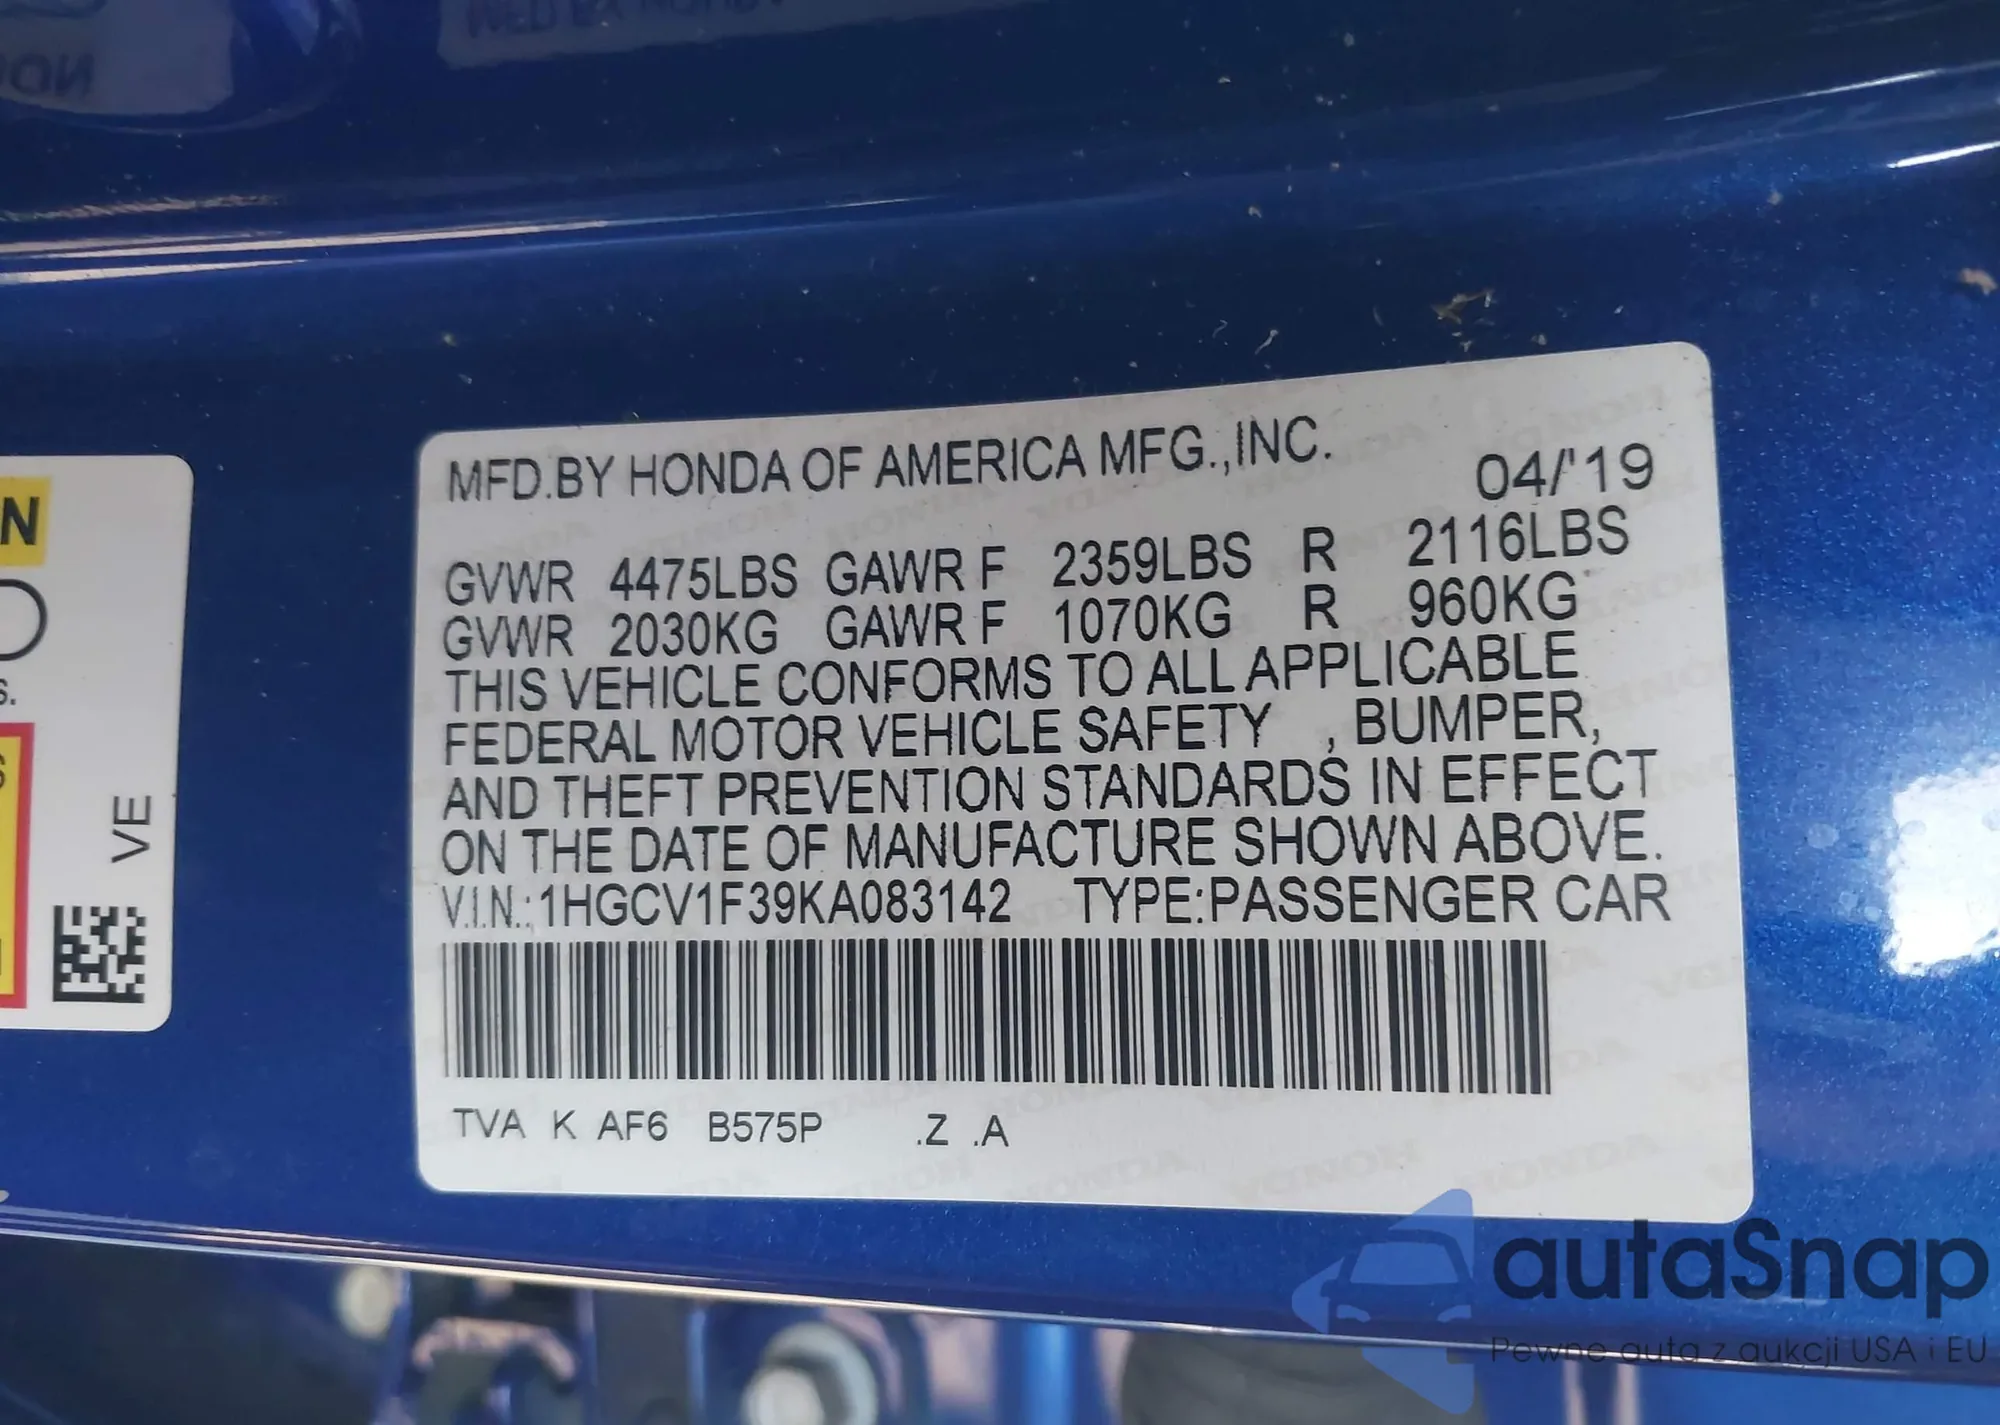 N
S.
VE
MFD.BY HONDA OF AMERICA MFG.,INC.
04/'19
GVWR 4475LBS GAWR F 2359LBS R 2116LBS
GVWR 2030KG GAWR F 1070KG R 960KG
THIS VEHICLE CONFORMS TO ALL APPLICABLE
FEDERAL MOTOR VEHICLE SAFETY , BUMPER,
AND THEFT PREVENTION STANDARDS IN EFFECT
ON THE DATE OF MANUFACTURE SHOWN ABOVE.
V.I.N.:1HGCV1F39KA083142 TYPE:PASSENGER CAR
TVA K AF6 B575P .Z .A
autaSnap
Pewne auta z aukcji USA i EU